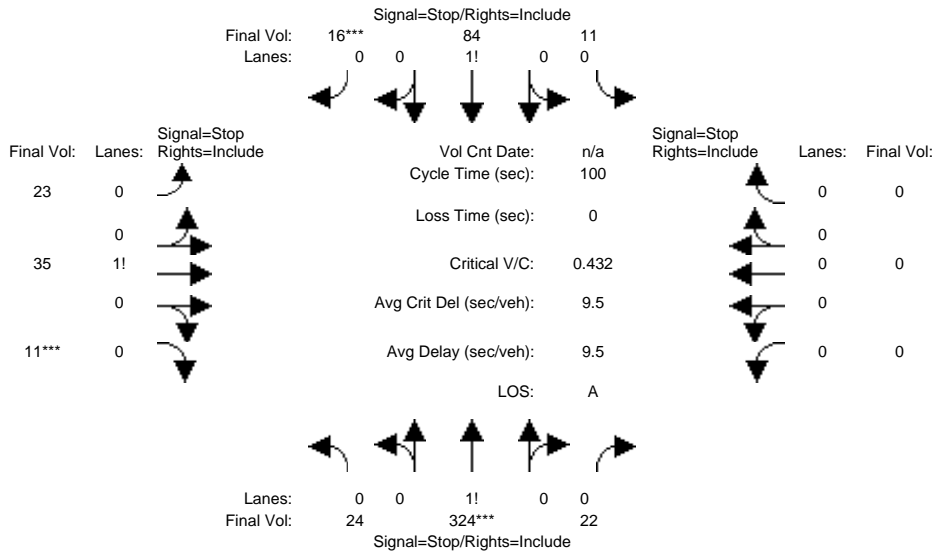 Signal=Stop/Rights=Include
Final Vol: 16*** 84 11
Lanes: 0 0 1! 0 0
Signal=Stop Signal=Stop
Final Vol: Lanes: Rights=Include Vol Cnt Date: n/a Rights=Include Lanes: Final Vol:
Cycle Time (sec): 100
23 0 0 0
Loss Time (sec): 0
0 0
35 1! Critical V/C: 0.432 0 0
0 Avg Crit Del (sec/veh): 9.5 0
11*** 0 Avg Delay (sec/veh): 9.5 0 0
LOS: A
Lanes: 0 0 1! 0 0
Final Vol: 24 324*** 22
Signal=Stop/Rights=Include